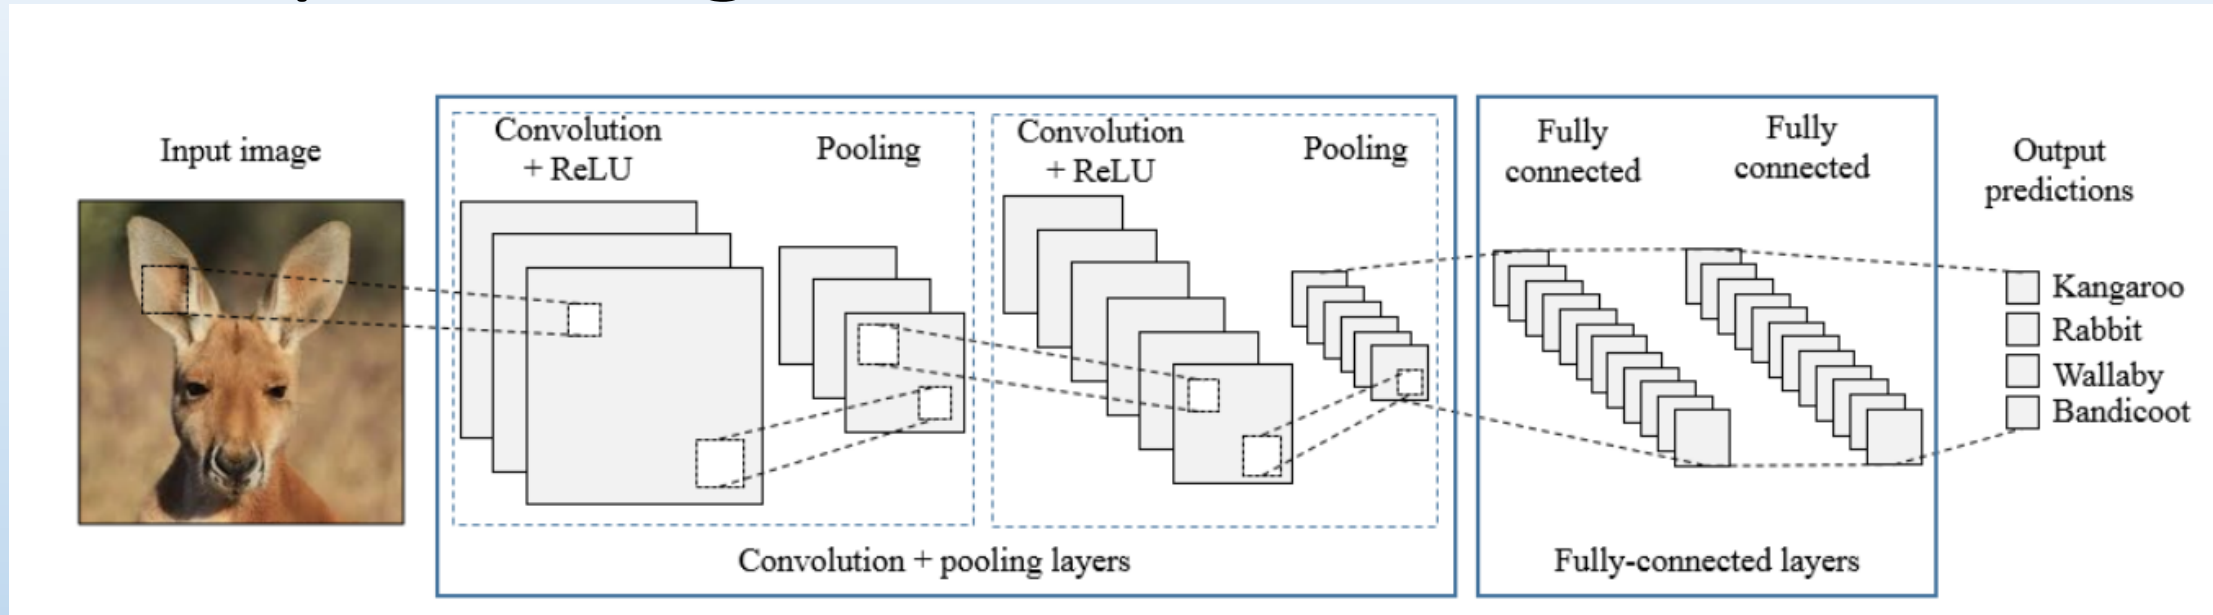 Input image
Convolution
+ ReLU
Pooling
Convolution
+ ReLU
Pooling
Convolution + pooling layers
Fully
connected
Fully
connected
Fully-connected layers
Output
predictions
Kangaroo
Rabbit
Wallaby
Bandicoot